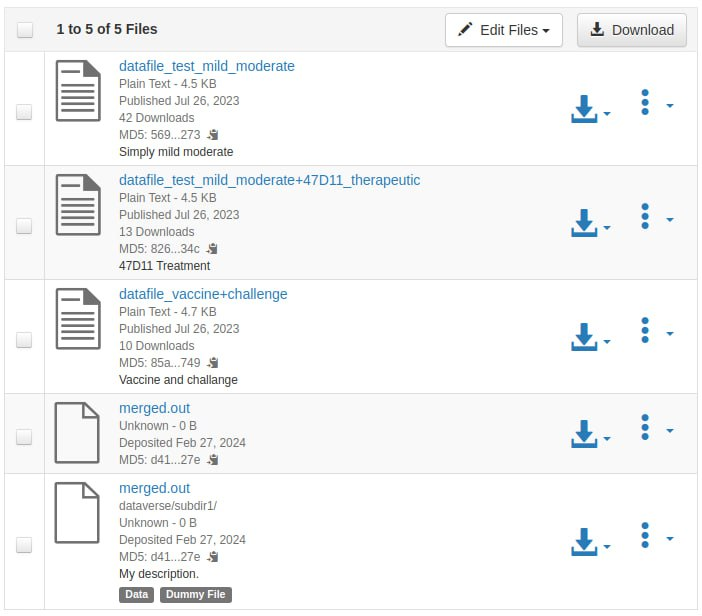 1 to 5 of 5 Files
Edit Files
Download
datafile_test_mild_moderate
Plain Text - 4.5 KB
Published Jul 26, 2023
42 Downloads
MD5: 569...273
Simply mild moderate
datafile_test_mild_moderate+47D11_therapeutic
Plain Text - 4.5 KB
Published Jul 26, 2023
13 Downloads
MD5: 826...34c
47D11 Treatment
datafile_vaccine+challenge
Plain Text - 4.7 KB
Published Jul 26, 2023
10 Downloads
MD5: 85a...749
Vaccine and challange
merged.out
Unknown - 0 B
Deposited Feb 27, 2024
MD5: d41...27e
merged.out
dataverse/subdir1/
Unknown - 0 B
Deposited Feb 27, 2024
MD5: d41...27e
My description.
Data Dummy File